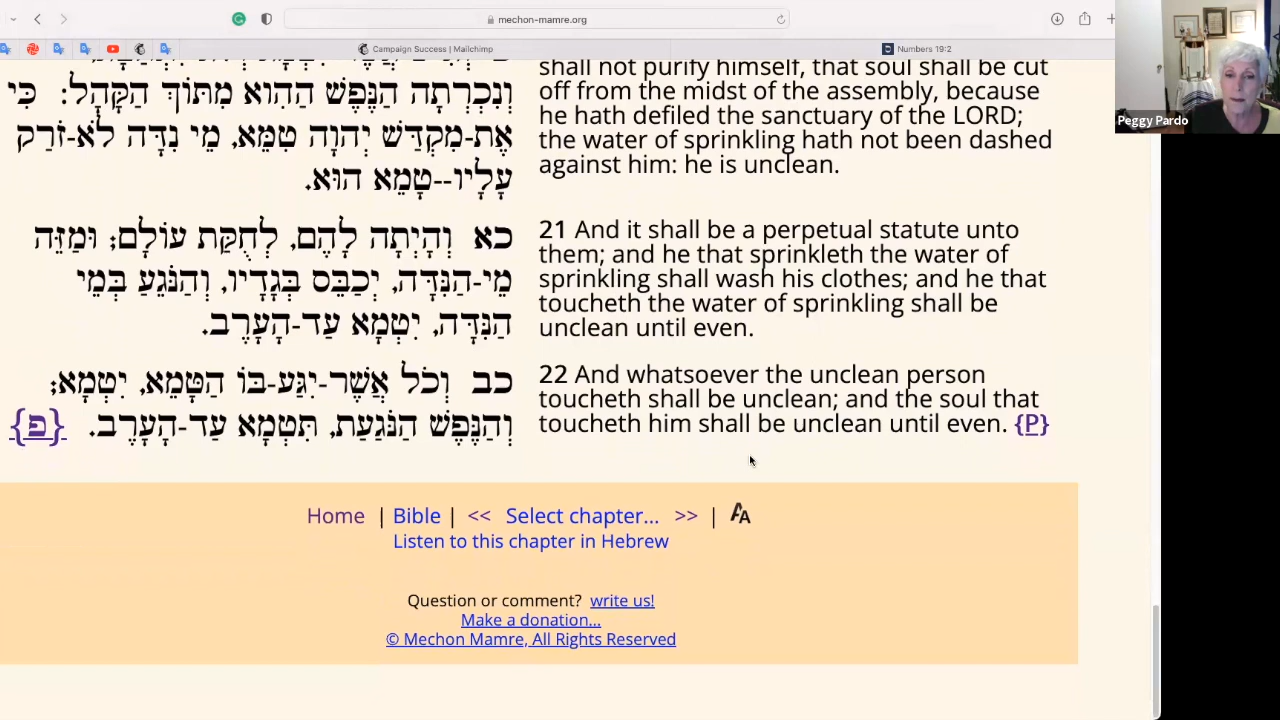 mechon-mamre.org
Campaign Success | Mailchimp
Numbers 19:2
Peggy Pardo
וְנִכְרְתָה הַנֶּפֶשׁ הַהִוא מִתּוֹךְ הַקָּהָל: כִּי
אֶת-מִקְדַּשׁ יְהוָה טִמֵּא, מֵי נִדָּה לֹא-זֹרַק
עָלָיו--טָמֵא הוּא.
כא וְהָיְתָה לָהֶם, לְחֻקַּת עוֹלָם; וּמַזֵּה
מֵי-הַנִּדָּה, יְכַבֵּס בְּגָדָיו, וְהַנֹּגֵעַ בְּמֵי
הַנִּדָּה, יִטְמָא עַד-הָעָרֶב.
כב וְכֹל אֲשֶׁר-יִגַּע-בּוֹ הַטָּמֵא, יִטְמָא;
וְהַנֶּפֶשׁ הַנֹּגַעַת, תִּטְמָא עַד-הָעָרֶב. {פ}
shall not purify himself, that soul shall be cut
off from the midst of the assembly, because
he hath defiled the sanctuary of the LORD;
the water of sprinkling hath not been dashed
against him: he is unclean.
21 And it shall be a perpetual statute unto
them; and he that sprinkleth the water of
sprinkling shall wash his clothes; and he that
toucheth the water of sprinkling shall be
unclean until even.
22 And whatsoever the unclean person
toucheth shall be unclean; and the soul that
toucheth him shall be unclean until even. {P}
Home | Bible | << Select chapter... >> | AA
Listen to this chapter in Hebrew
Question or comment? write us!
Make a donation...
© Mechon Mamre, All Rights Reserved